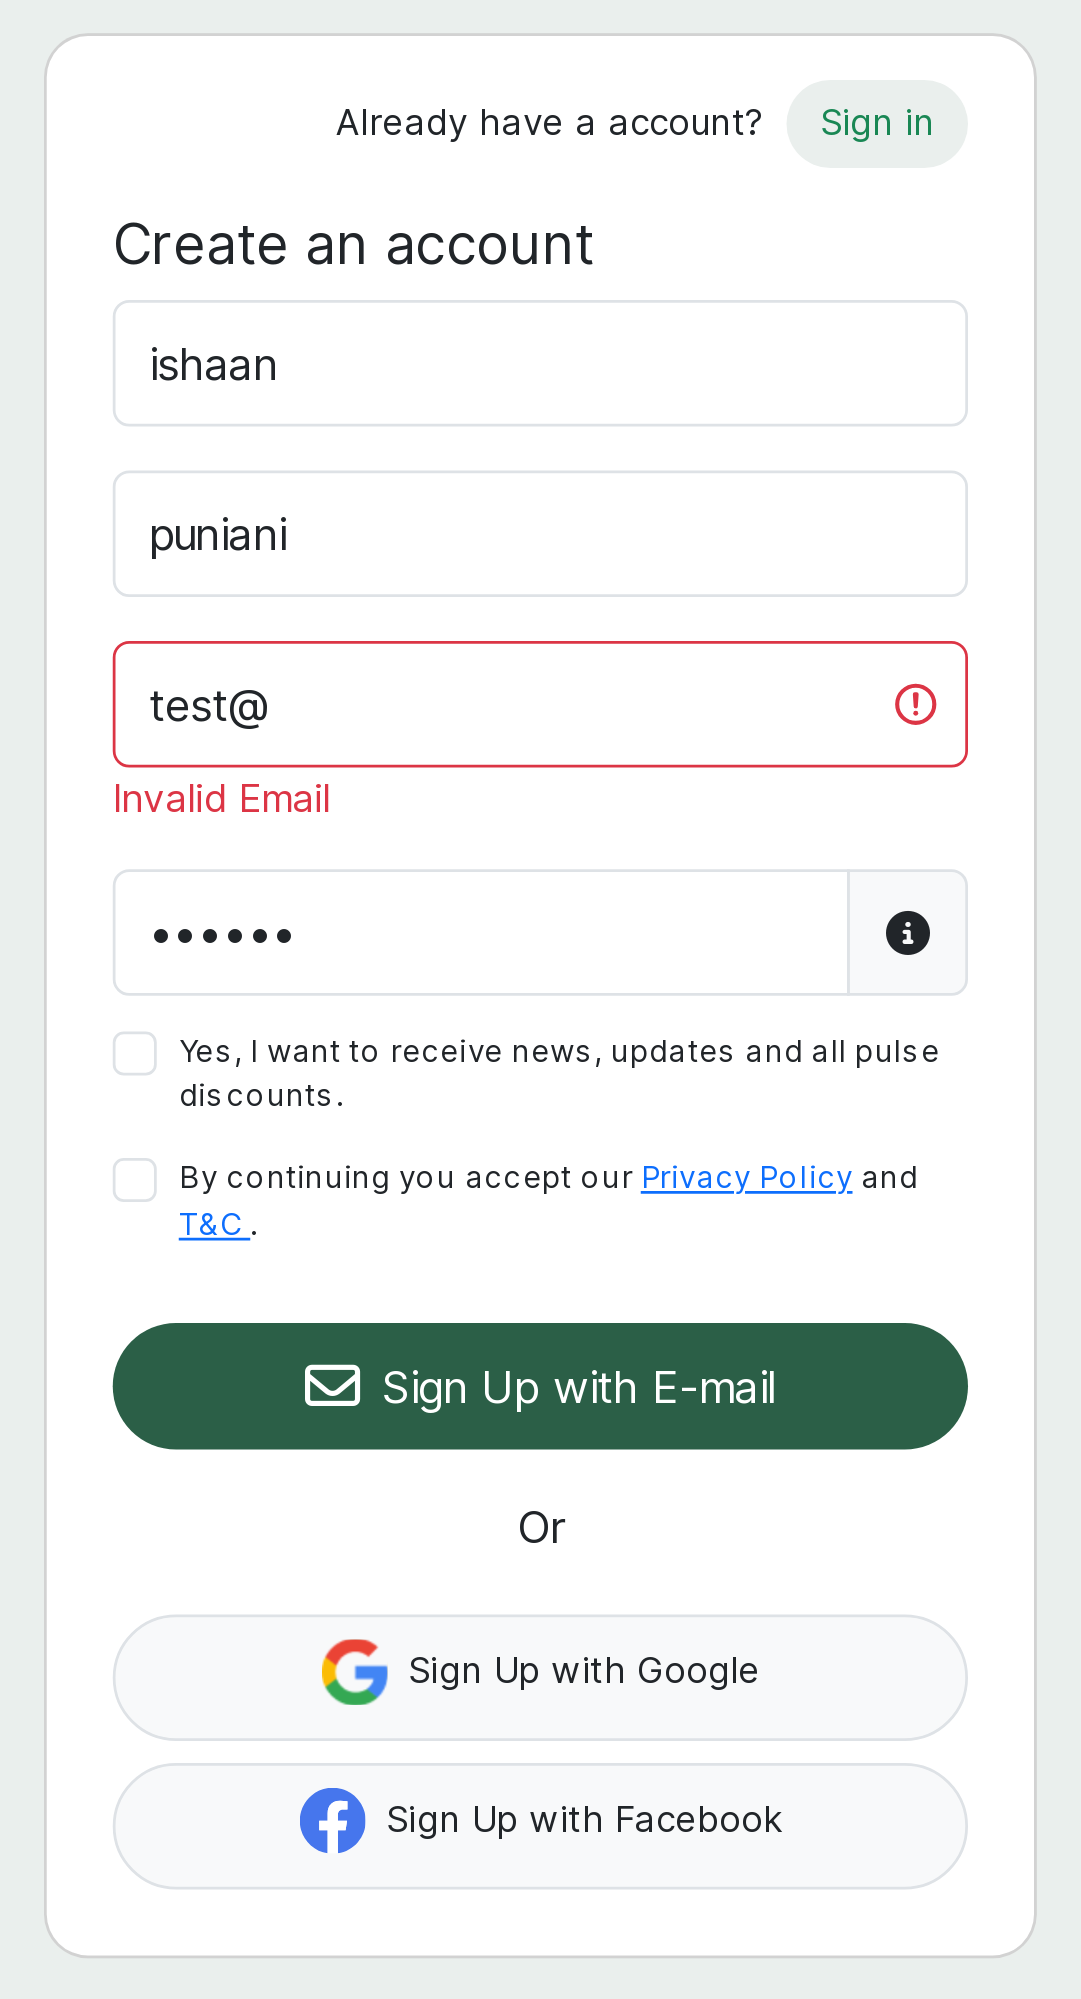 Already have a account? Sign in
Create an account
ishaan
puniani
test@
Invalid Email
••••••
Yes, I want to receive news, updates and all pulse
discounts.
By continuing you accept our Privacy Policy and
T&C .
Sign Up with E-mail
Or
Sign Up with Google
Sign Up with Facebook